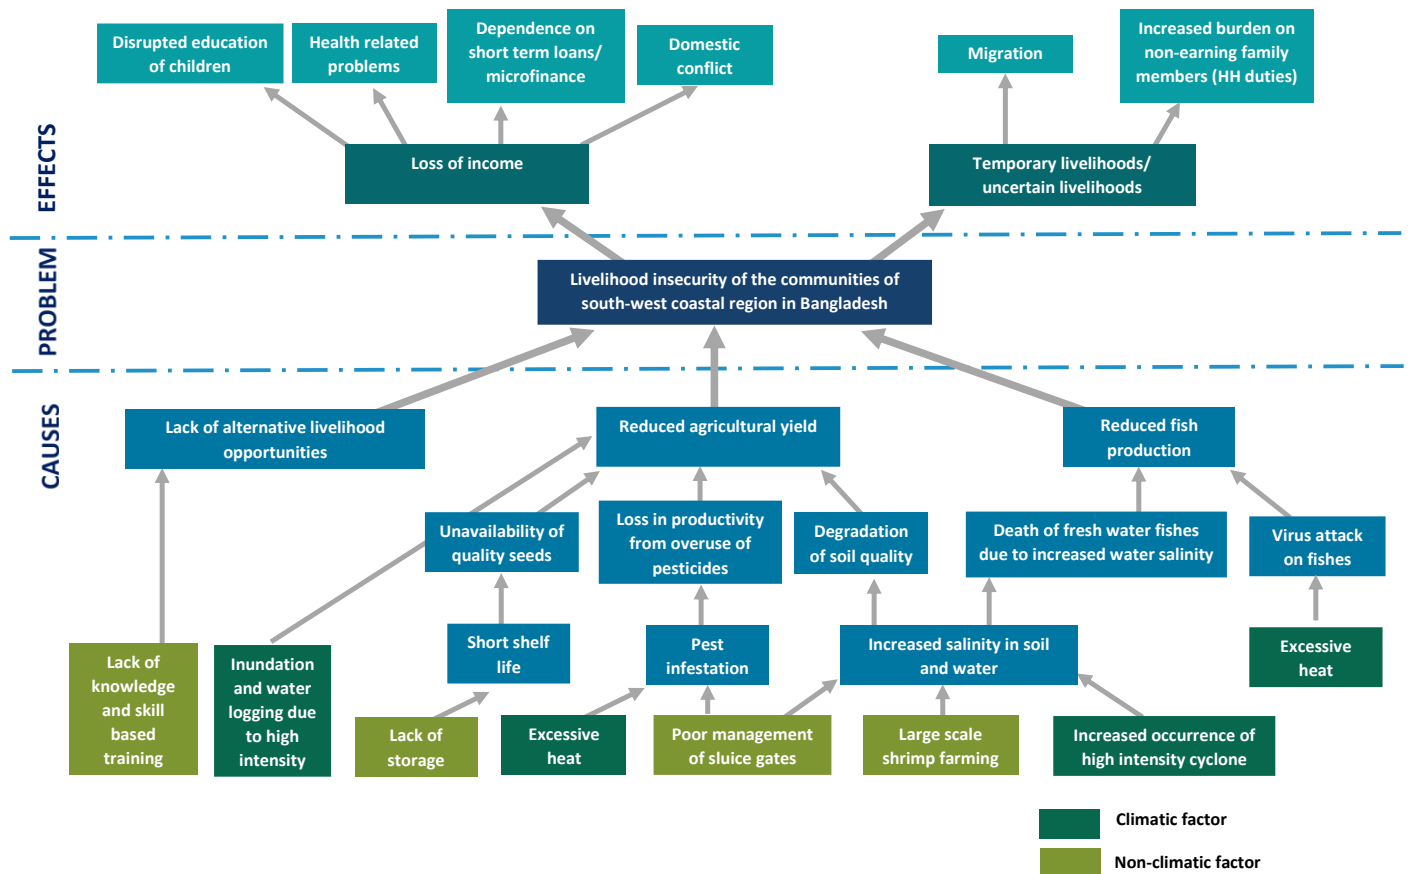 Disrupted education
of children
Health related
problems
Dependence on
short term loans/
microfinance
Domestic
conflict
Migration
Increased burden on
non-earning family
members (HH duties)
EFFECTS
Loss of income
Temporary livelihoods/
uncertain livelihoods
PROBLEM
Livelihood insecurity of the communities of
south-west coastal region in Bangladesh
CAUSES
Lack of alternative livelihood
opportunities
Reduced agricultural yield
Reduced fish
production
Unavailability of
quality seeds
Loss in productivity
from overuse of
pesticides
Degradation
of soil quality
Death of fresh water fishes
due to increased water salinity
Virus attack
on fishes
Lack of
knowledge
and skill
based
training
Inundation
and water
logging due
to high
intensity
Short shelf
life
Pest
infestation
Increased salinity in soil
and water
Excessive
heat
Lack of
storage
Excessive
heat
Poor management
of sluice gates
Large scale
shrimp farming
Increased occurrence of
high intensity cyclone
Climatic factor
Non-climatic factor